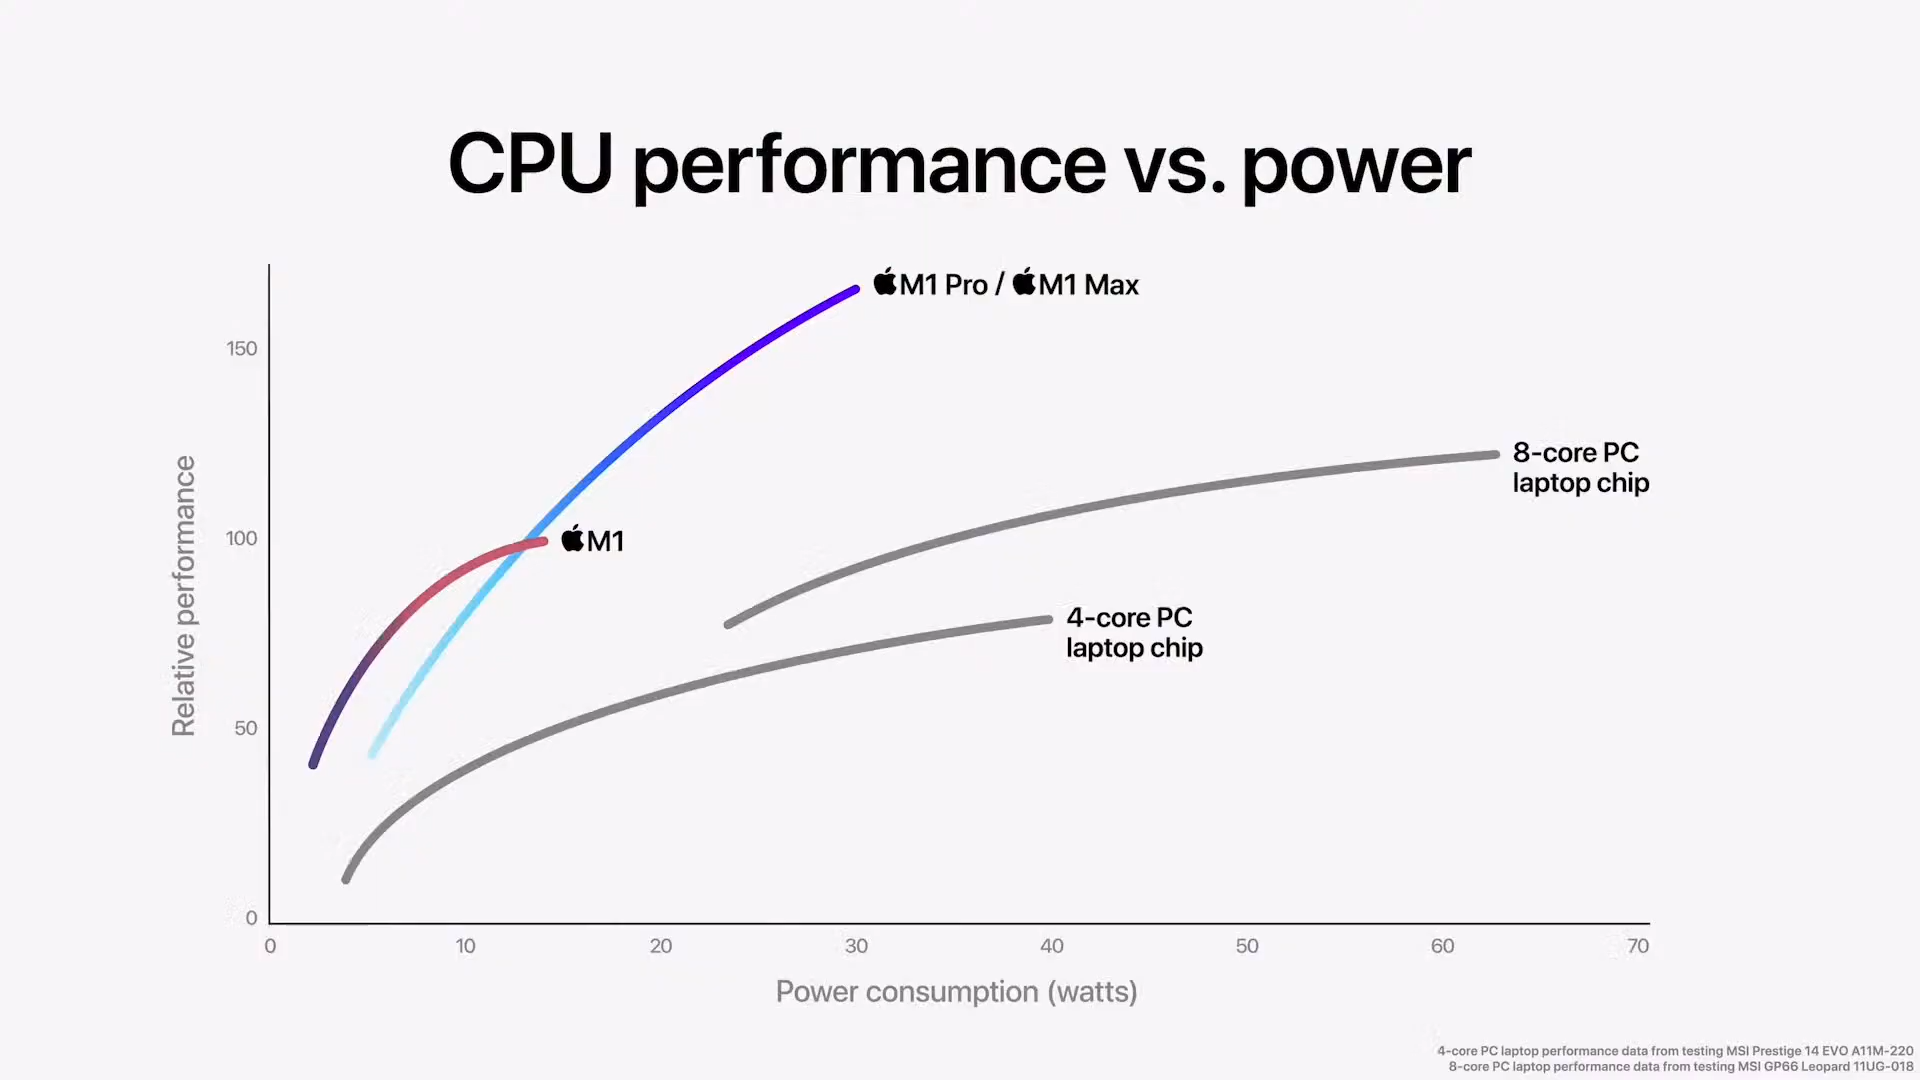 CPU performance vs. power
M1 Pro / M1 Max
150
8-core PC
laptop chip
100
M1
4-core PC
laptop chip
Relative performance
50
0
0 10 20 30 40 50 60 70
Power consumption (watts)
4-core PC laptop performance data from testing MSI Prestige 14 EVO A11M-220
8-core PC laptop performance data from testing MSI GP66 Leopard 11UG-018